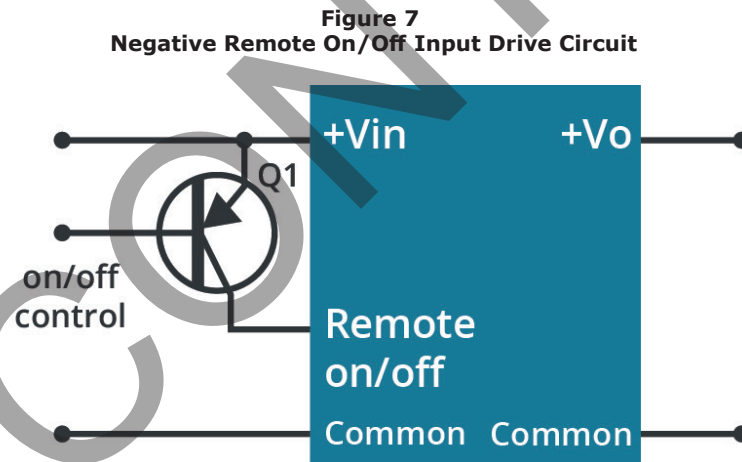 Figure 7
Negative Remote On/Off Input Drive Circuit
+Vin
+Vo
Q1
on/off
control
Remote
on/off
Common
Common